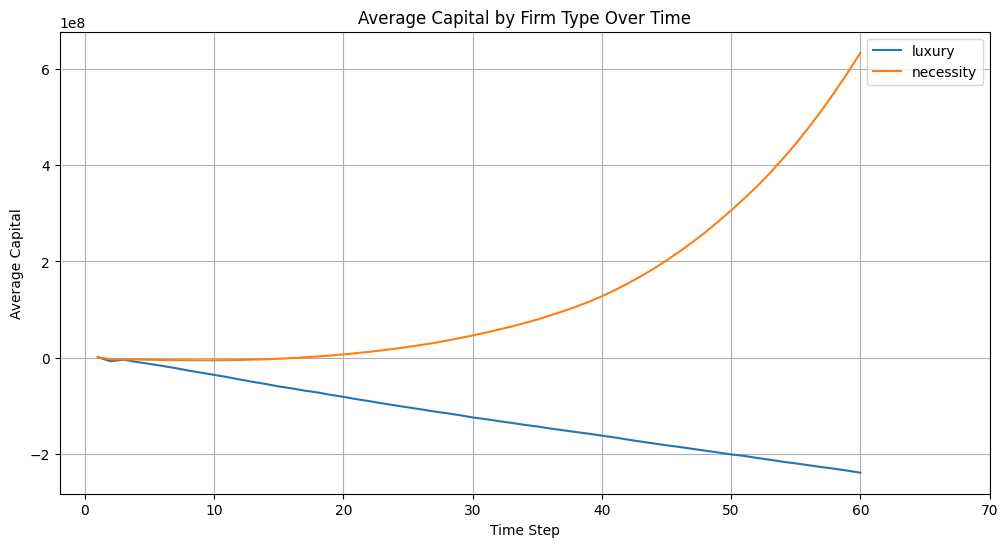 Average Capital by Firm Type Over Time
1e8
6
4
2
0
−2
Average Capital
luxury
necessity
0 10 20 30 40 50 60 70
Time Step